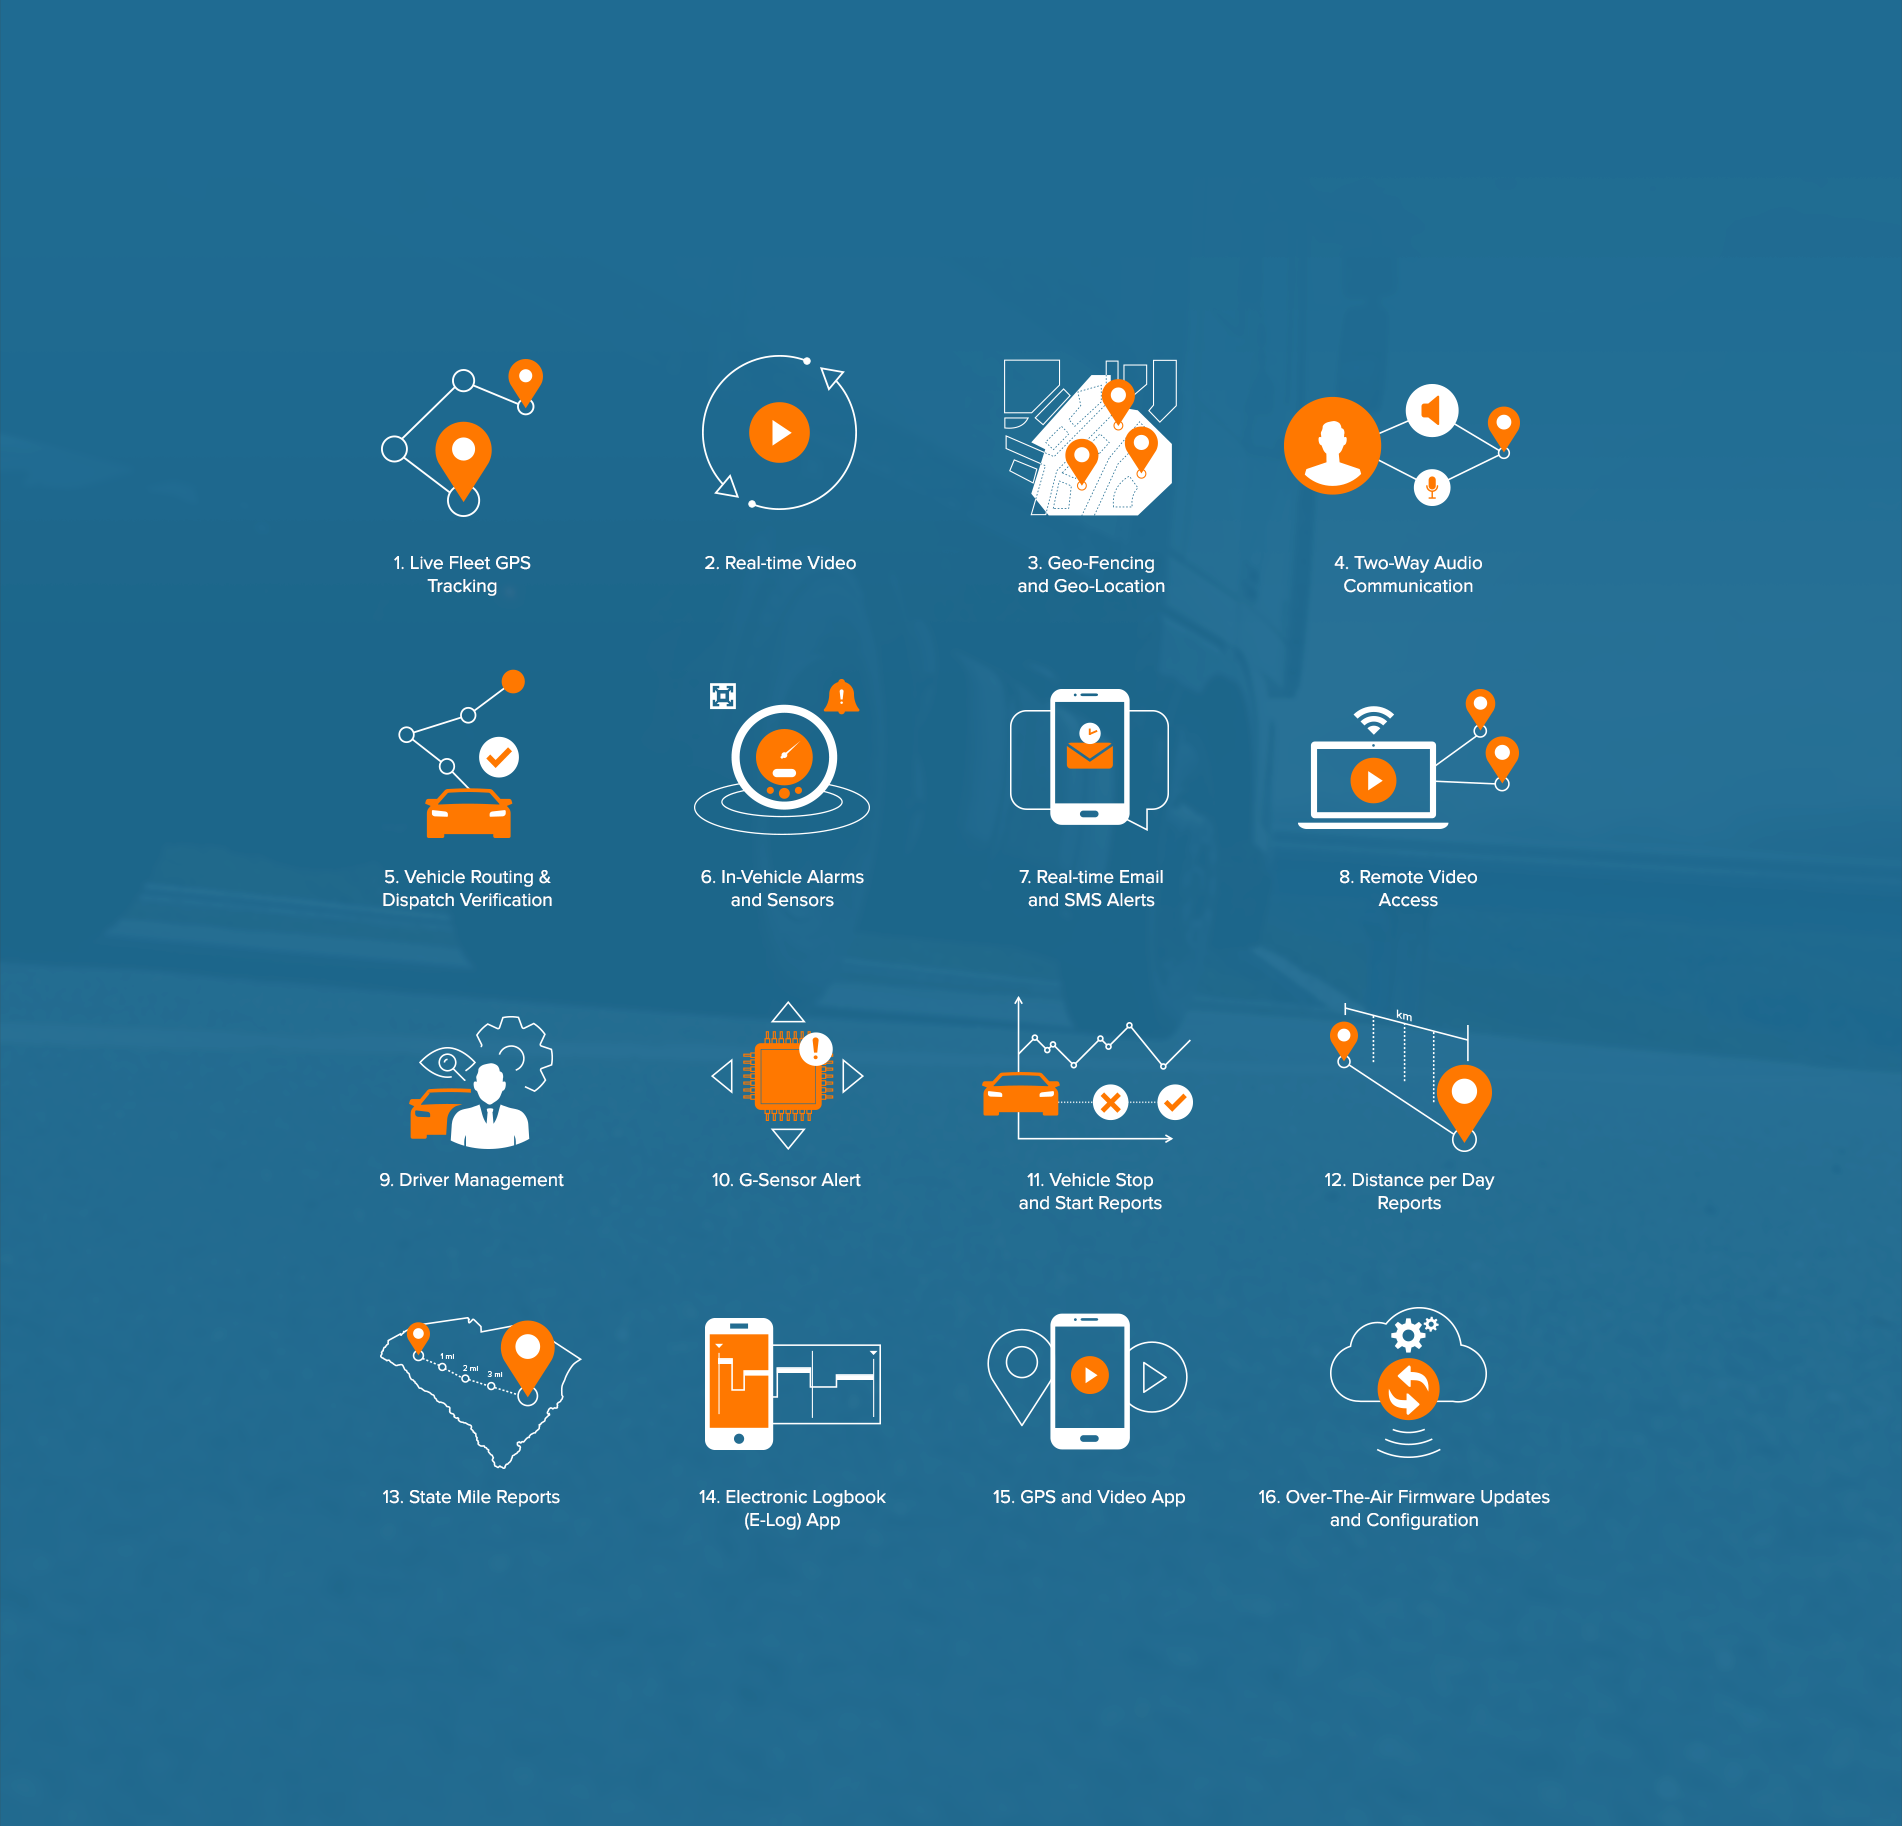 1. Live Fleet GPS
Tracking
2. Real-time Video
3. Geo-Fencing
and Geo-Location
4. Two-Way Audio
Communication
5. Vehicle Routing &
Dispatch Verification
6. In-Vehicle Alarms
and Sensors
7. Real-time Email
and SMS Alerts
8. Remote Video
Access
km
9. Driver Management
10. G-Sensor Alert
11. Vehicle Stop
and Start Reports
12. Distance per Day
Reports
1 mi
2 mi
3 mi
13. State Mile Reports
14. Electronic Logbook
(E-Log) App
15. GPS and Video App
16. Over-The-Air Firmware Updates
and Configuration